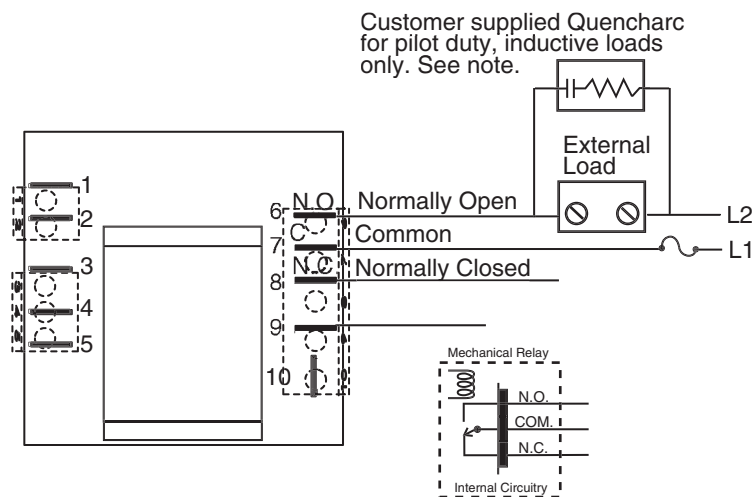 Customer supplied Quencharc
for pilot duty, inductive loads
only. See note.
External
Load
1
2
3
4
5
6 N.O. Normally Open
7 C Common
8 N.C. Normally Closed
9
10
L2
L1
Mechanical Relay
N.O.
COM.
N.C.
Internal Circuitry